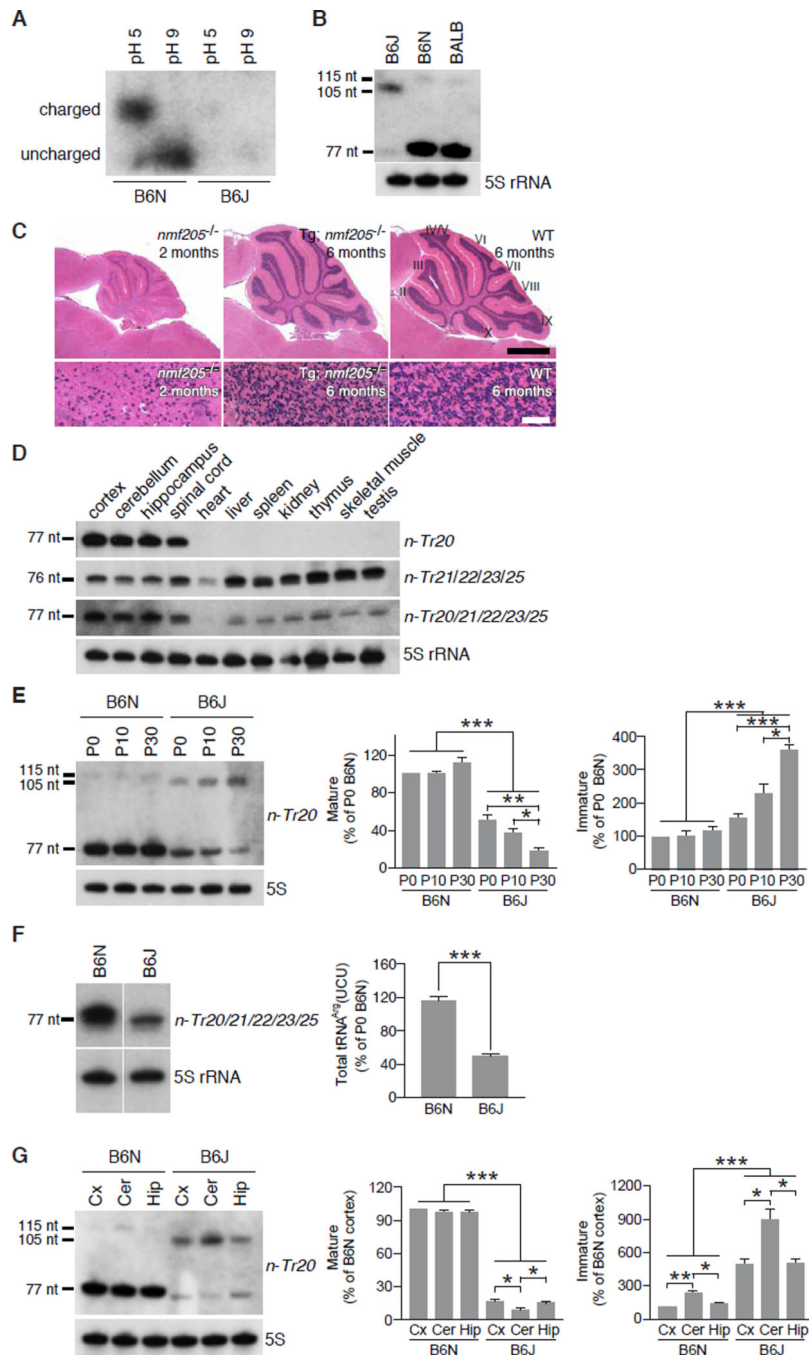 A
pH 5
pH 9
pH 5
pH 9
charged
uncharged
B6N
B6J
B
B6J
B6N
BALB
115 nt
105 nt
77 nt
5S rRNA
C
nmf205-/-
2 months
Tg; nmf205-/-
6 months
WT
6 months
II
III
IV/V
VI
VII
VIII
IX
X
nmf205-/-
2 months
Tg; nmf205-/-
6 months
WT
6 months
D
cortex
cerebellum
hippocampus
spinal cord
heart
liver
spleen
kidney
thymus
skeletal muscle
testis
77 nt
n-Tr20
76 nt
n-Tr21/22/23/25
77 nt
n-Tr20/21/22/23/25
5S rRNA
E
B6N
B6J
P0
P10
P30
P0
P10
P30
115 nt
105 nt
n-Tr20
77 nt
5S
Mature
(% of P0 B6N)
120
80
40
0
***
**
*
P0 P10 P30 P0 P10 P30
B6N
B6J
Immature
(% of P0 B6N)
400
300
200
100
0
***
***
*
P0 P10 P30 P0 P10 P30
B6N
B6J
F
B6N
B6J
77 nt
n-Tr20/21/22/23/25
5S rRNA
Total tRNAArg(UCU)
(% of P0 B6N)
160
120
80
40
0
***
B6N
B6J
G
B6N
B6J
Cx
Cer
Hip
Cx
Cer
Hip
115 nt
105 nt
n-Tr20
77 nt
5S
Mature
(% of B6N cortex)
120
90
60
30
0
***
*
*
Cx Cer Hip Cx Cer Hip
B6N
B6J
Immature
(% of B6N cortex)
1200
900
600
300
0
***
**
*
*
*
Cx Cer Hip Cx Cer Hip
B6N
B6J